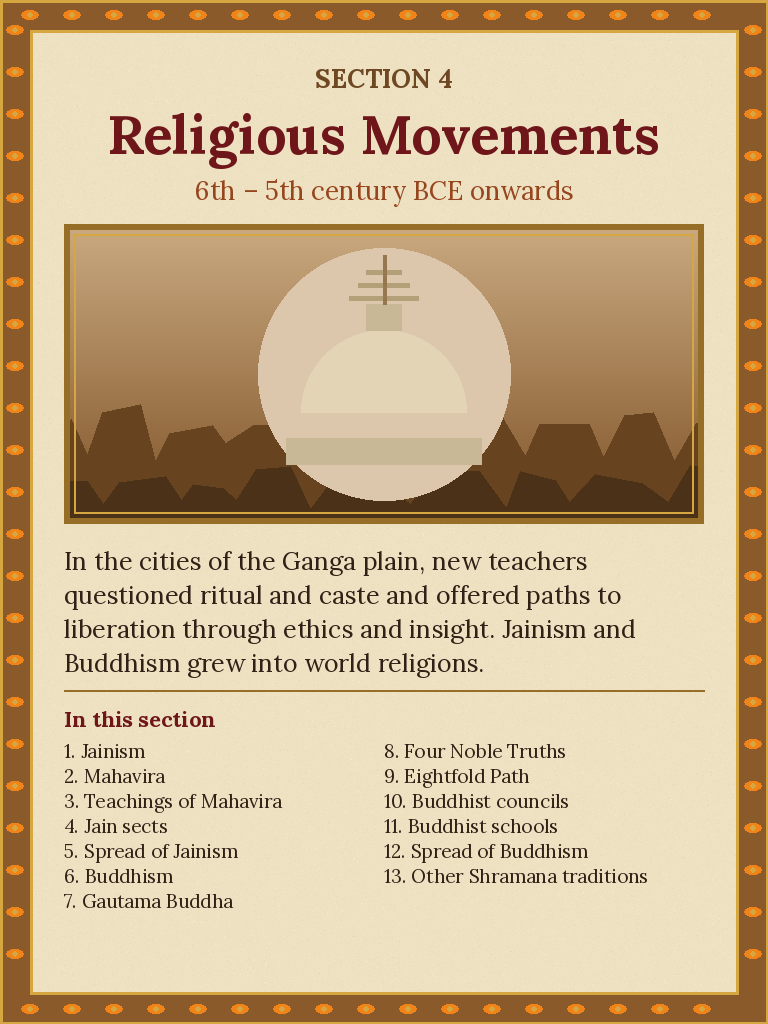 SECTION 4
Religious Movements
6th – 5th century BCE onwards
In the cities of the Ganga plain, new teachers
questioned ritual and caste and offered paths to
liberation through ethics and insight. Jainism and
Buddhism grew into world religions.
In this section
1. Jainism
2. Mahavira
3. Teachings of Mahavira
4. Jain sects
5. Spread of Jainism
6. Buddhism
7. Gautama Buddha
8. Four Noble Truths
9. Eightfold Path
10. Buddhist councils
11. Buddhist schools
12. Spread of Buddhism
13. Other Shramana traditions